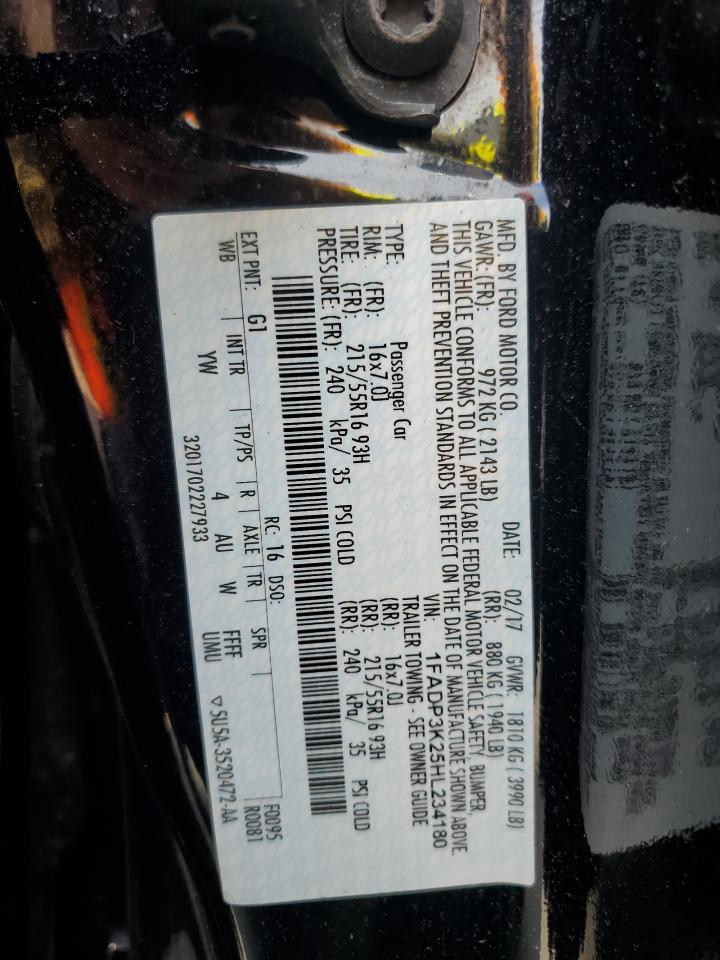 MFD. BY FORD MOTOR CO. DATE: 02/17 GVWR: 1810 KG ( 3990 LB)
GAWR: (FR): 972 KG ( 2143 LB) (RR): 880 KG ( 1940 LB)
THIS VEHICLE CONFORMS TO ALL APPLICABLE FEDERAL MOTOR VEHICLE SAFETY, BUMPER,
AND THEFT PREVENTION STANDARDS IN EFFECT ON THE DATE OF MANUFACTURE SHOWN ABOVE.
VIN: 1FADP3K25HL234180
TYPE: Passenger Car TRAILER TOWING - SEE OWNER GUIDE
RIM: (FR): 16x7.0J (RR): 16x7.0J
TIRE: (FR): 215/55R16 93H (RR): 215/55R16 93H
PRESSURE: (FR): 240 kPa/ 35 PSI COLD (RR): 240 kPa/ 35 PSI COLD
EXT PNT: G1 RC: 16 DSO: F0095
R0081
WB INT TR TP/PS R AXLE TR SPR
YW 4 AU W FFFF
UMU
3201702227933 ▽5U5A-3520472-AA